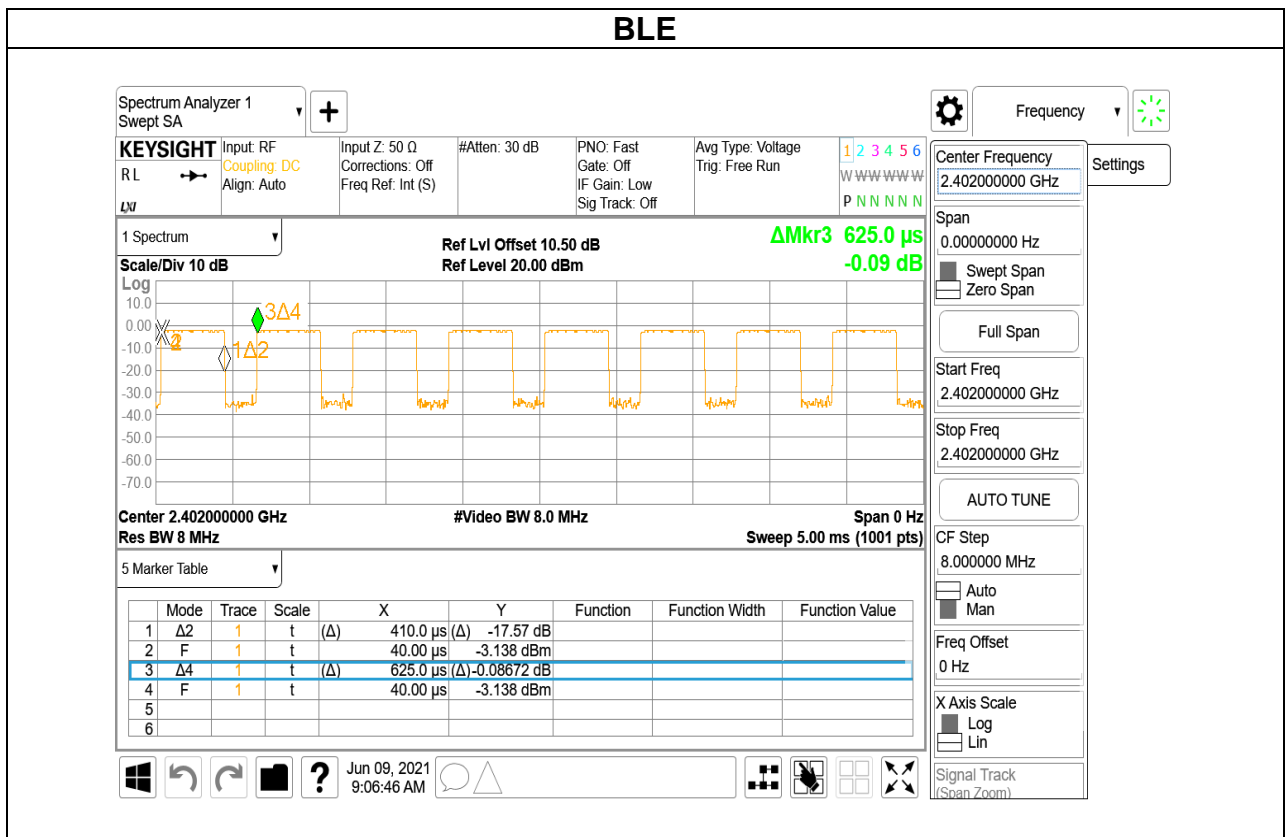 BLE
Spectrum Analyzer 1
Swept SA
Frequency
Settings
KEYSIGHT
R L
LXI
Input: RF
Coupling: DC
Align: Auto
Input Z: 50 Ω
Corrections: Off
Freq Ref: Int (S)
#Atten: 30 dB
PNO: Fast
Gate: Off
IF Gain: Low
Sig Track: Off
Avg Type: Voltage
Trig: Free Run
1 2 3 4 5 6
W W W W W W
P N N N N N
1 Spectrum
Scale/Div 10 dB
Ref Lvl Offset 10.50 dB
Ref Level 20.00 dBm
ΔMkr3 625.0 µs
-0.09 dB
Log
10.0
0.00
-10.0
-20.0
-30.0
-40.0
-50.0
-60.0
-70.0
3Δ4
1Δ2
Center 2.402000000 GHz
#Video BW 8.0 MHz
Span 0 Hz
Res BW 8 MHz
Sweep 5.00 ms (1001 pts)
5 Marker Table
Mode Trace Scale X Y Function Function Width Function Value
1 Δ2 1 t (Δ) 410.0 µs (Δ) -17.57 dB
2 F 1 t 40.00 µs -3.138 dBm
3 Δ4 1 t (Δ) 625.0 µs (Δ) -0.08672 dB
4 F 1 t 40.00 µs -3.138 dBm
5
6
Jun 09, 2021
9:06:46 AM
Center Frequency
2.402000000 GHz
Span
0.00000000 Hz
Swept Span
Zero Span
Full Span
Start Freq
2.402000000 GHz
Stop Freq
2.402000000 GHz
AUTO TUNE
CF Step
8.000000 MHz
Auto
Man
Freq Offset
0 Hz
X Axis Scale
Log
Lin
Signal Track
(Span Zoom)